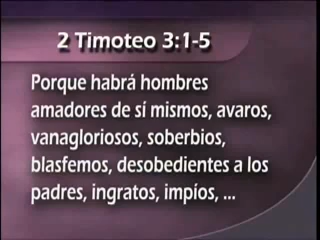 2 Timoteo 3:1-5
Porque habrá hombres
amadores de sí mismos, avaros,
vanagloriosos, soberbios,
blasfemos, desobedientes a los
padres, ingratos, impíos, ...